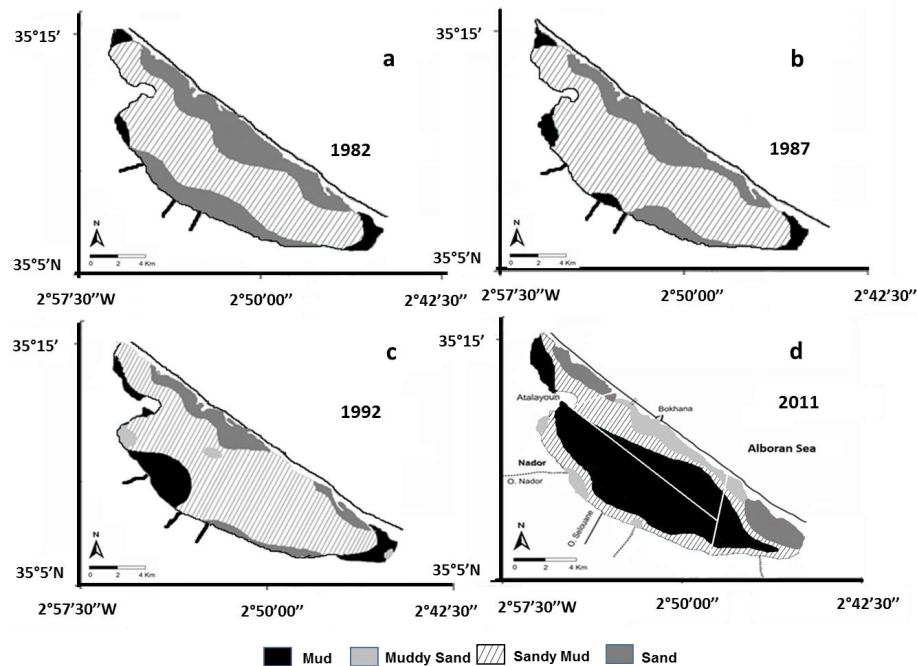 35°15’
a
1982
N
0 2 4 Km
35°5’N
2°57’30”W
2°50’00”
2°42’30”
35°15’
b
1987
N
0 2 4 Km
35°5’N
2°57’30”W
2°50’00”
2°42’30”
35°15’
c
1992
N
0 2 4 Km
35°5’N
2°57’30”W
2°50’00”
2°42’30”
35°15’
d
2011
Atalayoun
Bokhana
Alboran Sea
Nador
O. Nador
O. Selouane
N
0 2 4 Km
35°5’N
2°57’30”W
2°50’00”
2°42’30”
Mud Muddy Sand Sandy Mud Sand